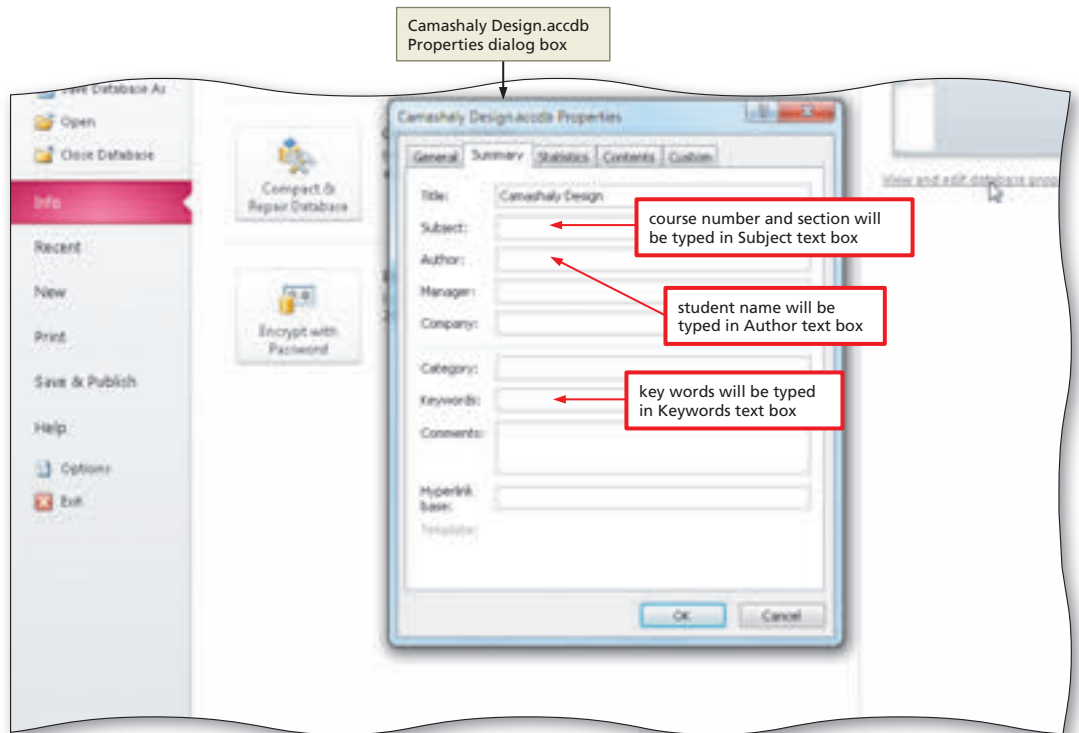 Camashaly Design.accdb
Properties dialog box
Save Database As
Open
Close Database
Info
Recent
New
Print
Save & Publish
Help
Options
Exit
Compact &
Repair Database
Encrypt with
Password
Camashaly Design.accdb Properties
General Summary Statistics Contents Custom
Title: Camashaly Design
Subject:
Author:
Manager:
Company:
Category:
Keywords:
Comments:
Hyperlink
base:
Template:
OK Cancel
course number and section will
be typed in Subject text box
student name will be
typed in Author text box
key words will be typed
in Keywords text box
View and edit database prop